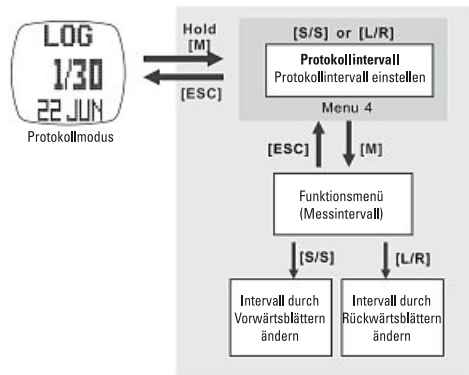 LOG
1/30
22 JUN
Protokollmodus
Hold
[M]
[ESC]
[S/S] or [L/R]
Protokollintervall
Protokollintervall einstellen
Menu 4
[ESC]
[M]
Funktionsmenü
(Messintervall)
[S/S]
[L/R]
Intervall durch
Vorwärtsblättern
ändern
Intervall durch
Rückwärtsblättern
ändern